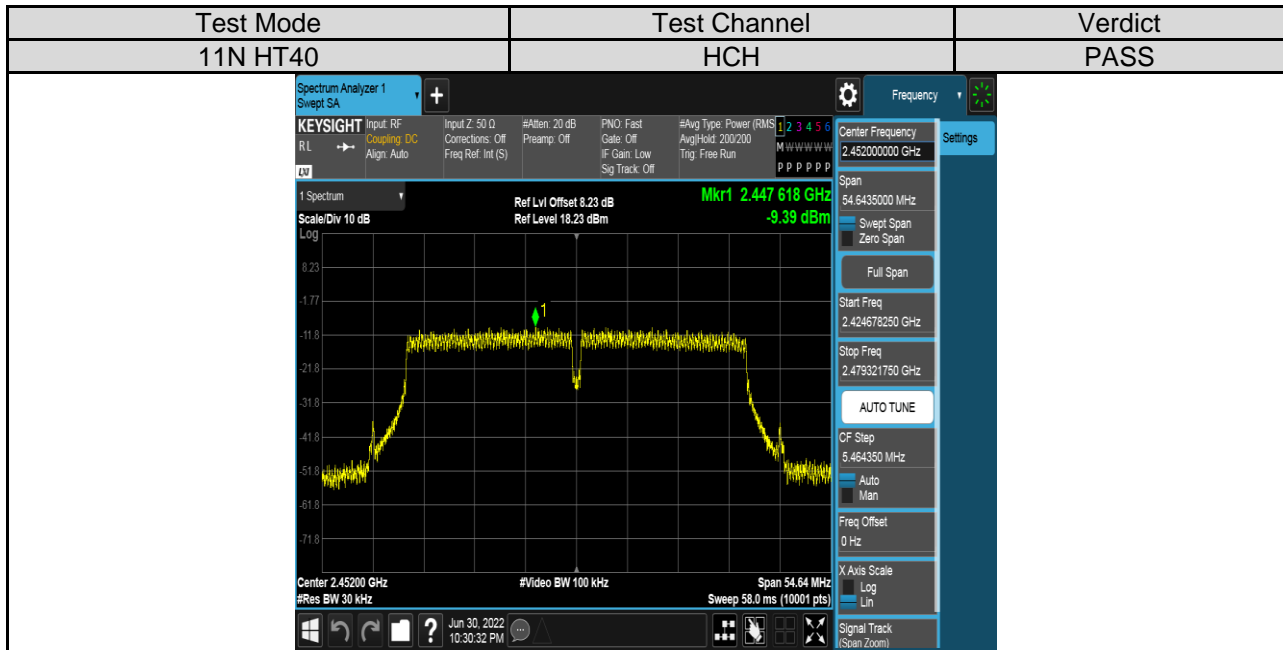 Test Mode Test Channel Verdict
11N HT40 HCH PASS
Spectrum Analyzer 1
Swept SA
+
Frequency
KEYSIGHT
RL
LXI
Input: RF
Coupling: DC
Align: Auto
Input Z: 50 Ω
Corrections: Off
Freq Ref: Int (S)
#Atten: 20 dB
Preamp: Off
PNO: Fast
Gate: Off
IF Gain: Low
Sig Track: Off
#Avg Type: Power (RMS
Avg|Hold: 200/200
Trig: Free Run
1 2 3 4 5 6
M W W W W W
P P P P P P
1 Spectrum
Scale/Div 10 dB
Log
Ref Lvl Offset 8.23 dB
Ref Level 18.23 dBm
Mkr1 2.447 618 GHz
-9.39 dBm
8.23
-1.77
-11.8
-21.8
-31.8
-41.8
-51.8
-61.8
-71.8
1
Center 2.45200 GHz
#Res BW 30 kHz
#Video BW 100 kHz
Span 54.64 MHz
Sweep 58.0 ms (10001 pts)
Jun 30, 2022
10:30:32 PM
?
Center Frequency
2.452000000 GHz
Settings
Span
54.6435000 MHz
Swept Span
Zero Span
Full Span
Start Freq
2.424678250 GHz
Stop Freq
2.479321750 GHz
AUTO TUNE
CF Step
5.464350 MHz
Auto
Man
Freq Offset
0 Hz
X Axis Scale
Log
Lin
Signal Track
(Span Zoom)